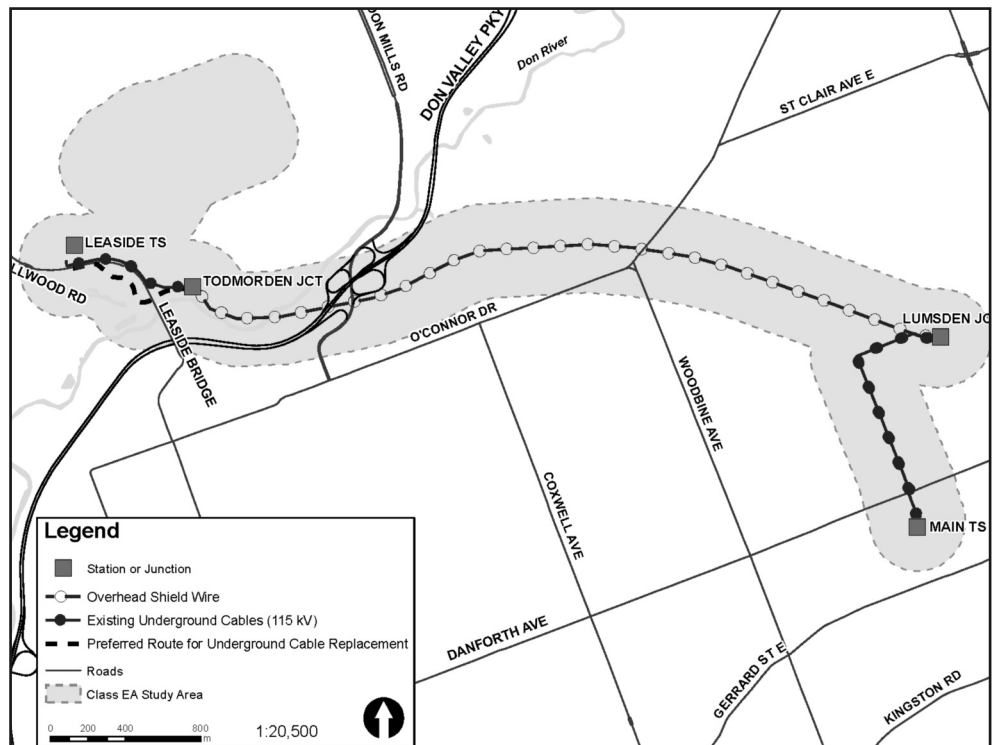 DON MILLS RD
DON VALLEY PKY
Don River
ST CLAIR AVE E
LEASIDE TS
LLWOOD RD
TODMORDEN JCT
LEASIDE BRIDGE
O'CONNOR DR
LUMSDEN JC
WOODBINE AVE
COXWELL AVE
MAIN TS
DANFORTH AVE
GERRARD ST E
KINGSTON RD
Legend
Station or Junction
Overhead Shield Wire
Existing Underground Cables (115 kV)
Preferred Route for Underground Cable Replacement
Roads
Class EA Study Area
0 200 400 800
m
1:20,500